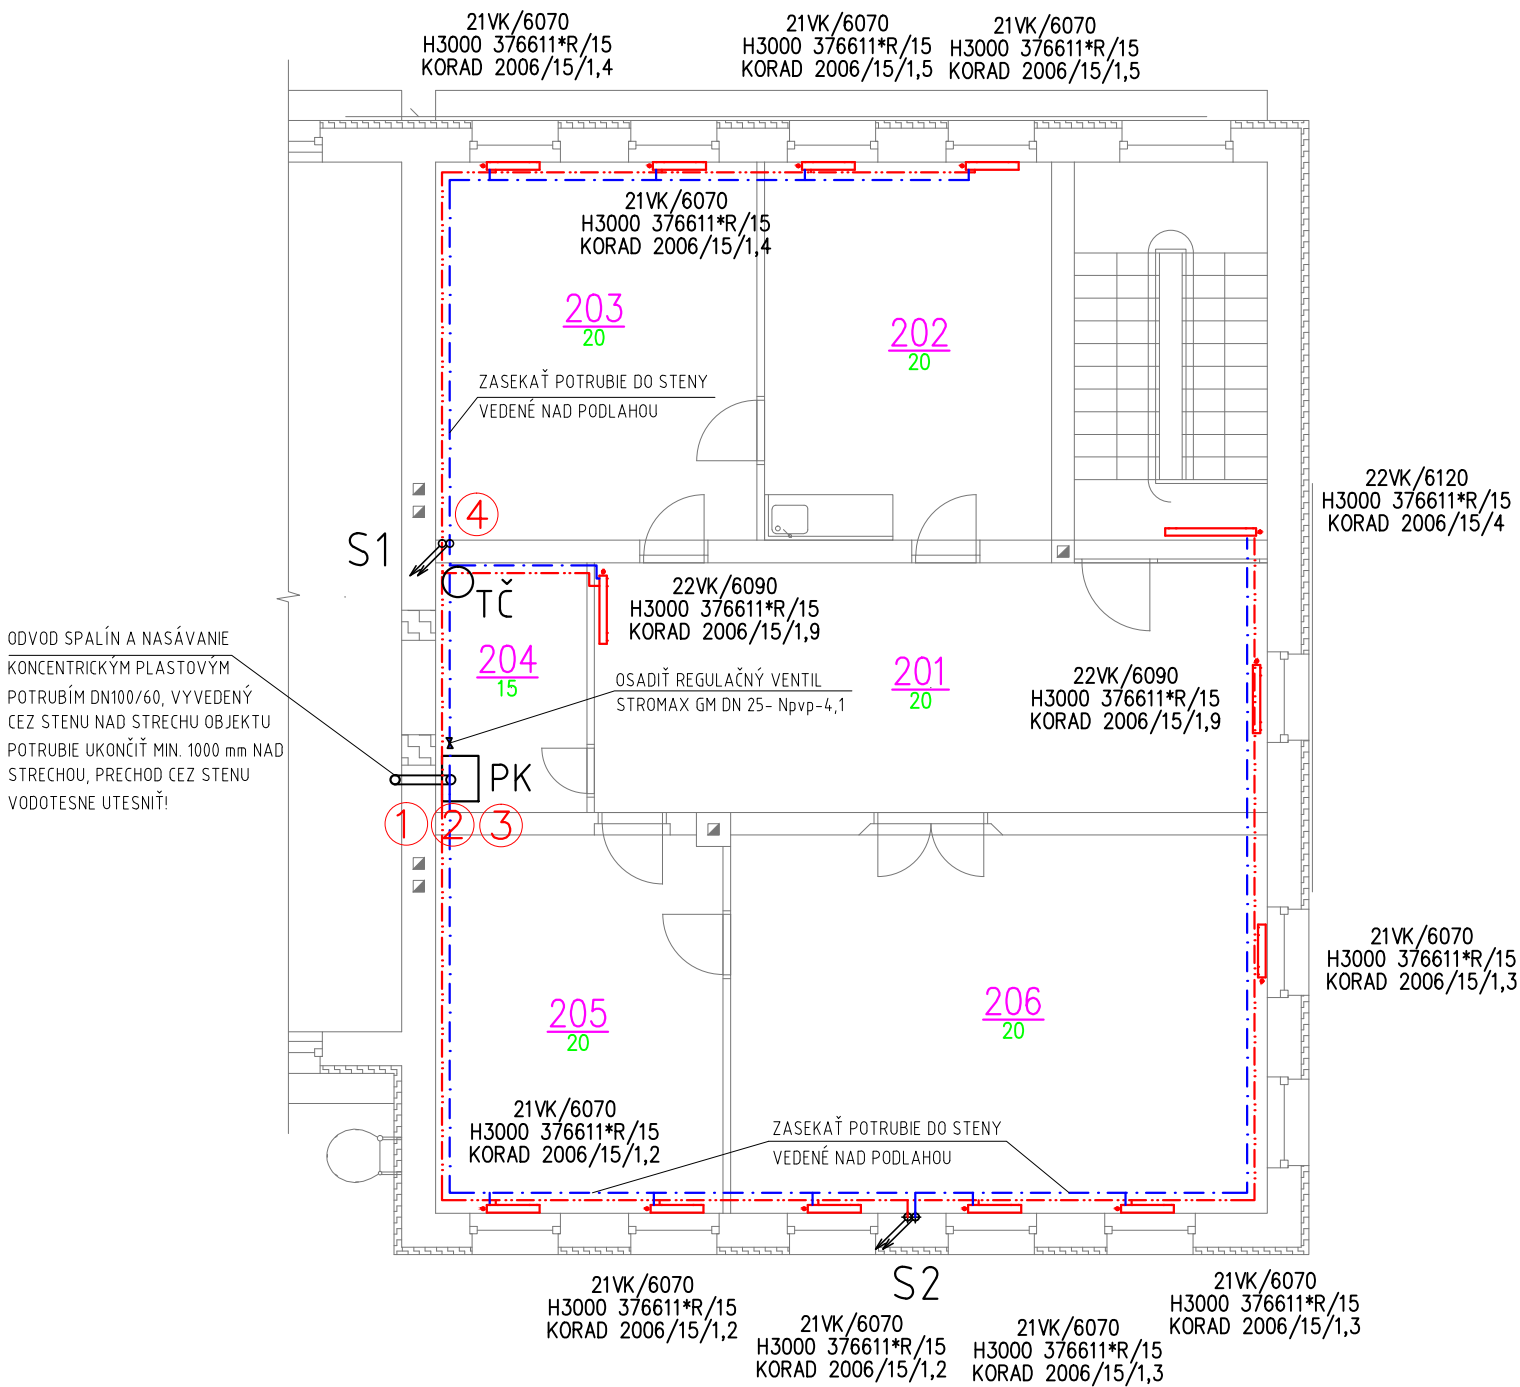 21VK/6070
H3000 376611*R/15
KORAD 2006/15/1,4
21VK/6070
H3000 376611*R/15
KORAD 2006/15/1,5
21VK/6070
H3000 376611*R/15
KORAD 2006/15/1,5
21VK/6070
H3000 376611*R/15
KORAD 2006/15/1,4
203
20
202
20
ZASEKAŤ POTRUBIE DO STENY
VEDENÉ NAD PODLAHOU
22VK/6120
H3000 376611*R/15
KORAD 2006/15/4
4
S1
TČ
22VK/6090
H3000 376611*R/15
KORAD 2006/15/1,9
ODVOD SPALÍN A NASÁVANIE
KONCENTRICKÝM PLASTOVÝM
POTRUBÍM DN100/60, VYVEDENÝ
CEZ STENU NAD STRECHU OBJEKTU
POTRUBIE UKONČIŤ MIN. 1000 mm NAD
STRECHOU, PRECHOD CEZ STENU
VODOTESNE UTESNIŤ!
204
15
OSADIŤ REGULAČNÝ VENTIL
STROMAX GM DN 25- Npvp-4,1
201
20
22VK/6090
H3000 376611*R/15
KORAD 2006/15/1,9
PK
1 2 3
21VK/6070
H3000 376611*R/15
KORAD 2006/15/1,3
205
20
206
20
21VK/6070
H3000 376611*R/15
KORAD 2006/15/1,2
ZASEKAŤ POTRUBIE DO STENY
VEDENÉ NAD PODLAHOU
S2
21VK/6070
H3000 376611*R/15
KORAD 2006/15/1,2
21VK/6070
H3000 376611*R/15
KORAD 2006/15/1,2
21VK/6070
H3000 376611*R/15
KORAD 2006/15/1,3
21VK/6070
H3000 376611*R/15
KORAD 2006/15/1,3